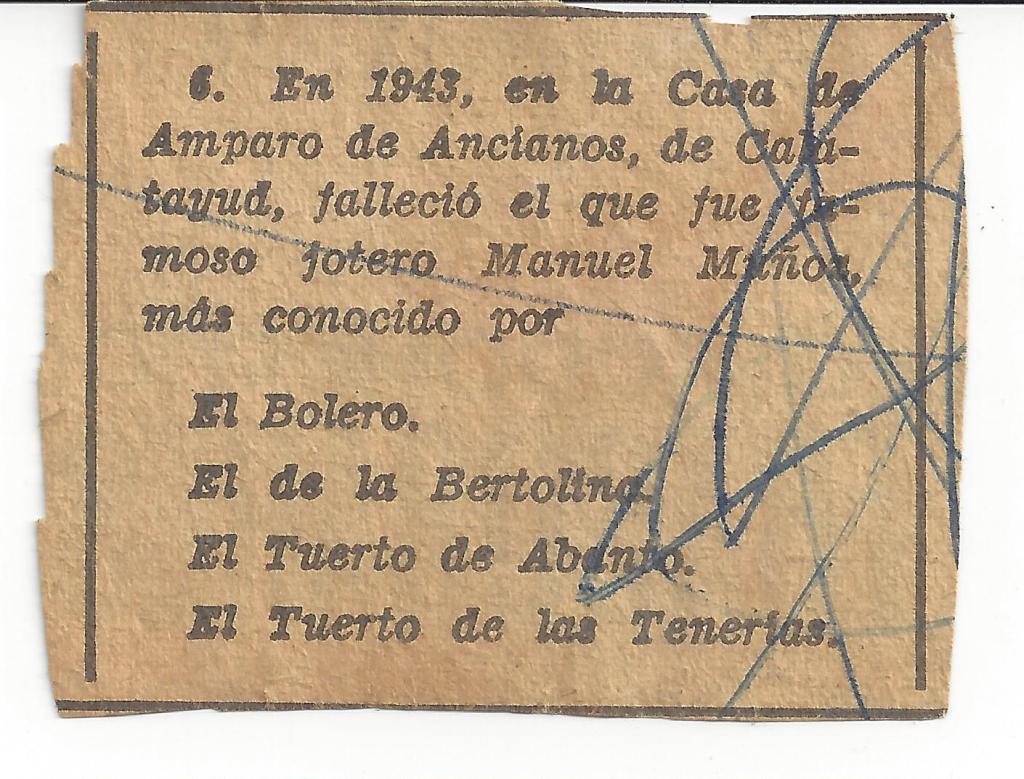 6. En 1943, en la Casa de
Amparo de Ancianos, de Cala-
tayud, falleció el que fue fa-
moso jotero Manuel Muñoz,
más conocido por
El Bolero.
El de la Bertolina.
El Tuerto de Abanto.
El Tuerto de las Tenerías.